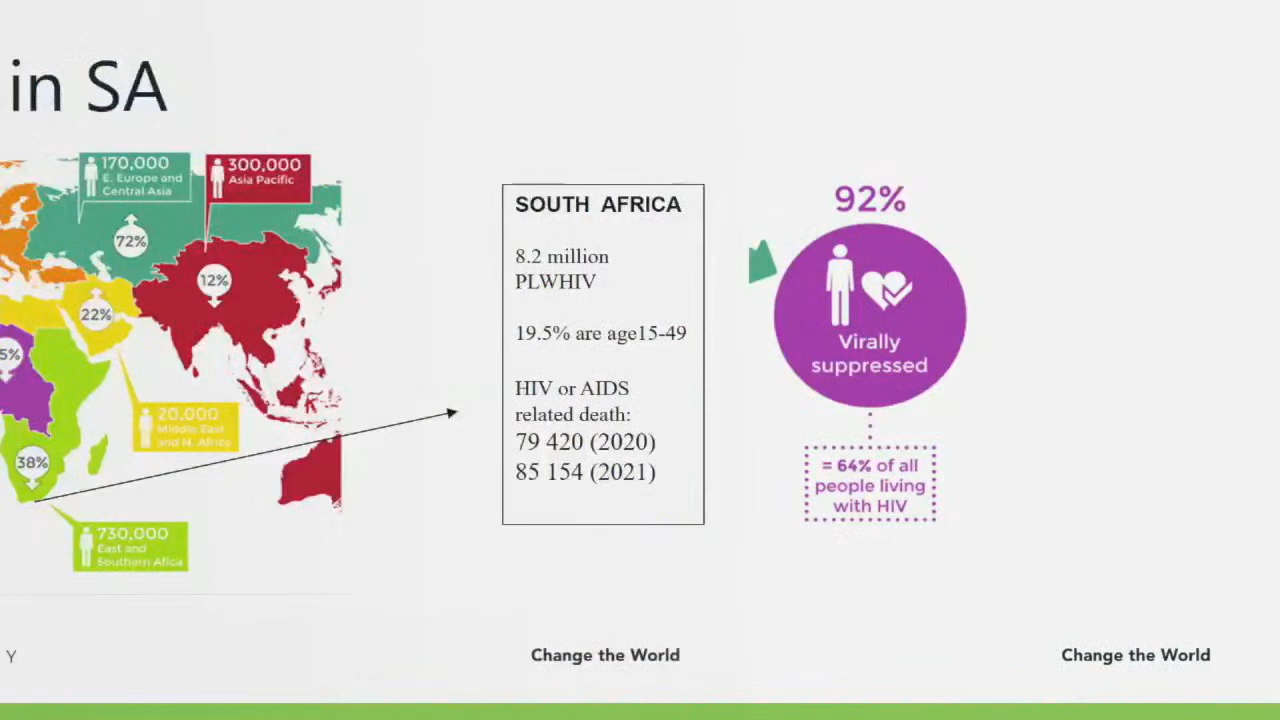 in SA
170,000
E. Europe and
Central Asia
300,000
Asia Pacific
72%
12%
22%
5%
20,000
Middle East
and N. Africa
38%
730,000
East and
Southern Afica
SOUTH AFRICA
8.2 million
PLWHIV
19.5% are age15-49
HIV or AIDS
related death:
79 420 (2020)
85 154 (2021)
92%
Virally
suppressed
= 64% of all
people living
with HIV
Y
Change the World
Change the World